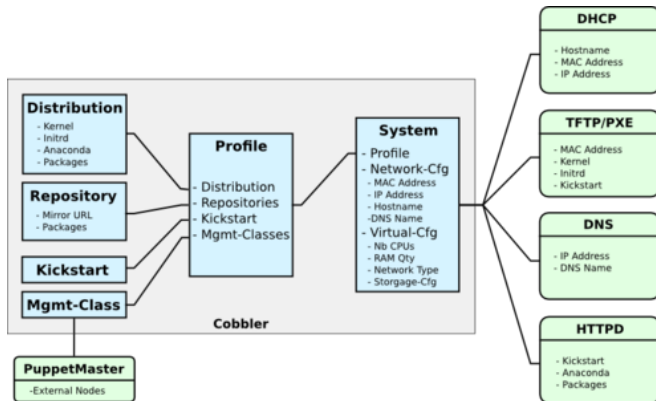 Distribution
- Kernel
- Initrd
- Anaconda
- Packages
Repository
- Mirror URL
- Packages
Kickstart
Mgmt-Class
PuppetMaster
-External Nodes
Profile
- Distribution
- Repositories
- Kickstart
- Mgmt-Classes
System
- Profile
- Network-Cfg
- MAC Address
- IP Address
- Hostname
-DNS Name
- Virtual-Cfg
- Nb CPUs
- RAM Qty
- Network Type
- Storgage-Cfg
Cobbler
DHCP
- Hostname
- MAC Address
- IP Address
TFTP/PXE
- MAC Address
- Kernel
- Initrd
- Kickstart
DNS
- IP Address
- DNS Name
HTTPD
- Kickstart
- Anaconda
- Packages